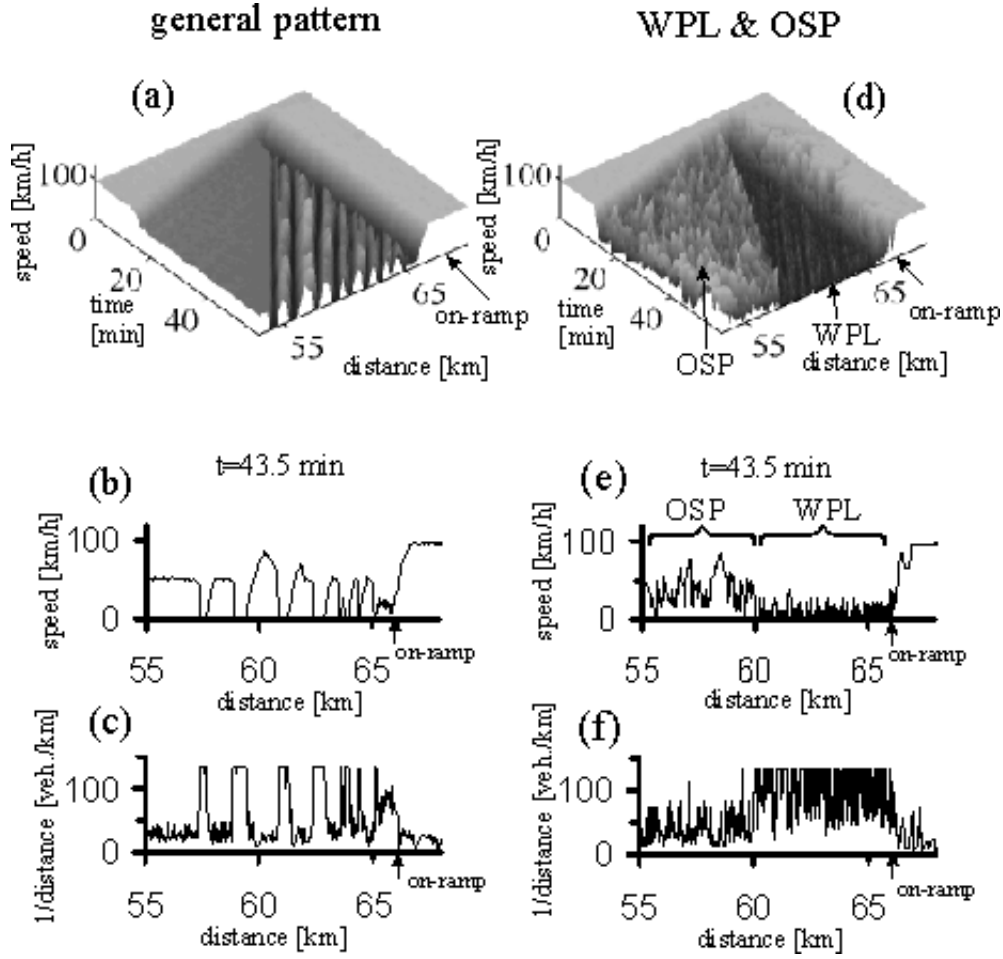 general pattern
WPL & OSP
(a)
speed [km/h]
100
0
20
40
time
[min]
55
65
on-ramp
distance [km]
(d)
speed [km/h]
100
0
20
40
time
[min]
OSP
55
65
on-ramp
WPL
distance [km]
t=43.5 min
(b)
speed [km/h]
100
0
on-ramp
55
60
65
distance [km]
t=43.5 min
(e)
OSP
WPL
speed [km/h]
100
0
on-ramp
55
60
65
distance [km]
(c)
1/distance [veh./km]
100
0
on-ramp
55
60
65
distance [km]
(f)
1/distance [veh./km]
100
0
on-ramp
55
60
65
distance [km]